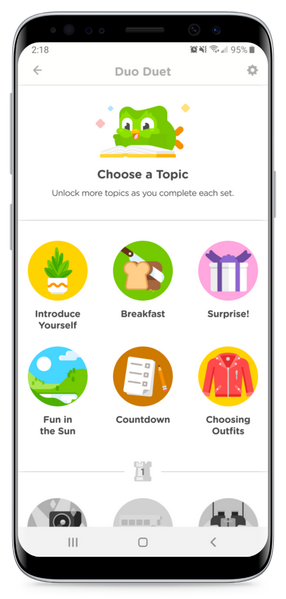 2:18
95%
Duo Duet
Choose a Topic
Unlock more topics as you complete each set.
Introduce
Yourself
Breakfast
Surprise!
Fun in
the Sun
Countdown
Choosing
Outfits
1